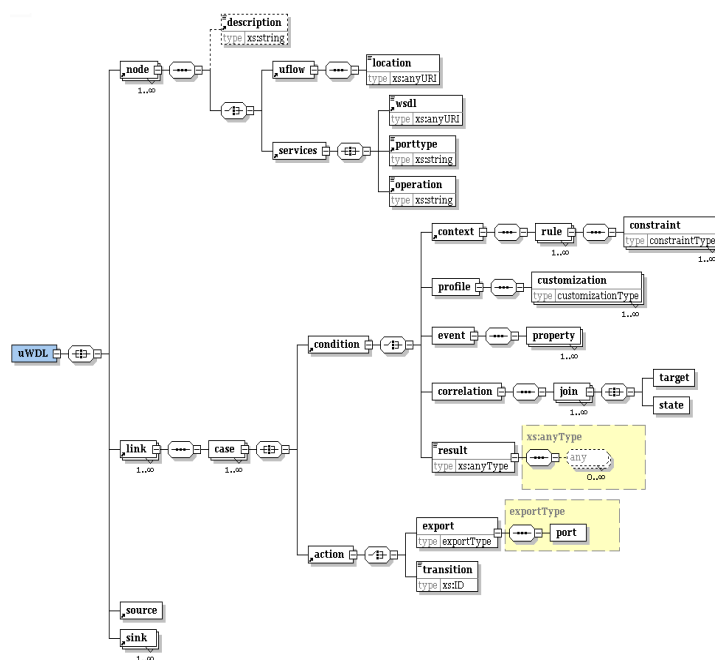 description
type xs:string
node
1..∞
uflow
location
type xs:anyURI
wsdl
type xs:anyURI
services
porttype
type xs:string
operation
type xs:string
context
rule
1..∞
constraint
type constraintType
1..∞
profile
customization
type customizationType
1..∞
condition
event
property
1..∞
uWDL
correlation
join
1..∞
target
state
link
1..∞
case
1..∞
result
type xs:anyType
xs:anyType
any
0..∞
action
export
type exportType
exportType
port
transition
type xs:ID
source
sink
1..∞